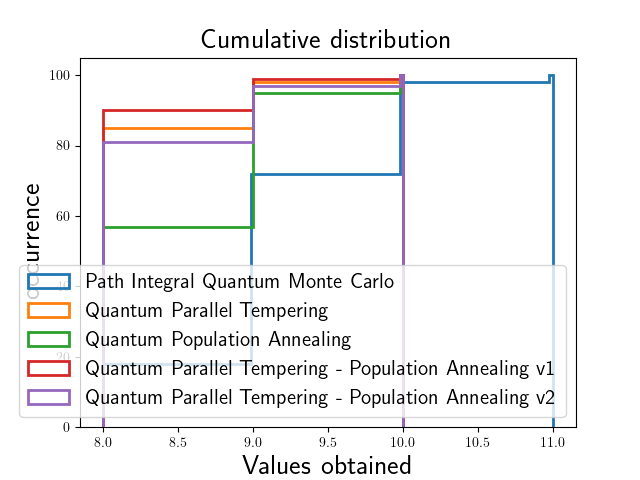 Cumulative distribution
100
80
60
40
20
0
occurrence
Path Integral Quantum Monte Carlo
Quantum Parallel Tempering
Quantum Population Annealing
Quantum Parallel Tempering - Population Annealing v1
Quantum Parallel Tempering - Population Annealing v2
8.0 8.5 9.0 9.5 10.0 10.5 11.0
Values obtained